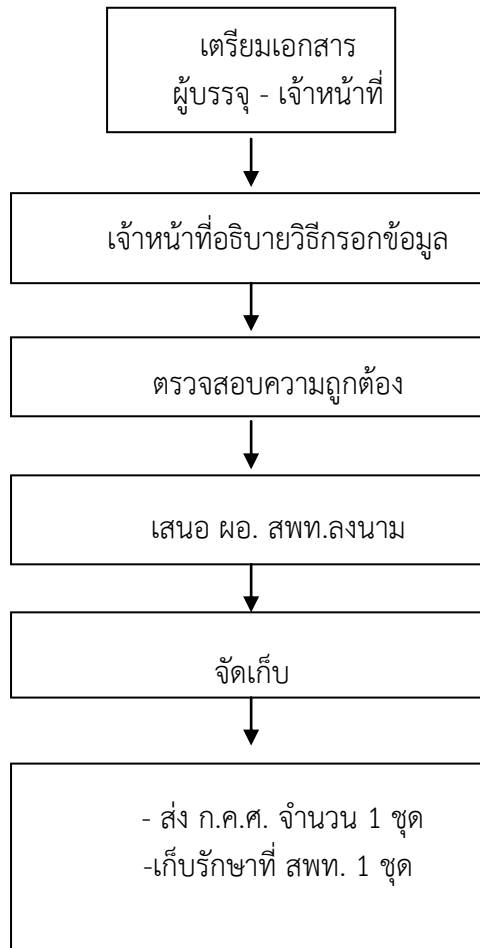 เตรียมเอกสาร
ผู้บรรจุ - เจ้าหน้าที่
เจ้าหน้าที่อธิบายวิธีกรอกข้อมูล
ตรวจสอบความถูกต้อง
เสนอ ผอ. สพท.ลงนาม
จัดเก็บ
- ส่ง ก.ค.ศ. จำนวน 1 ชุด
-เก็บรักษาที่ สพท. 1 ชุด